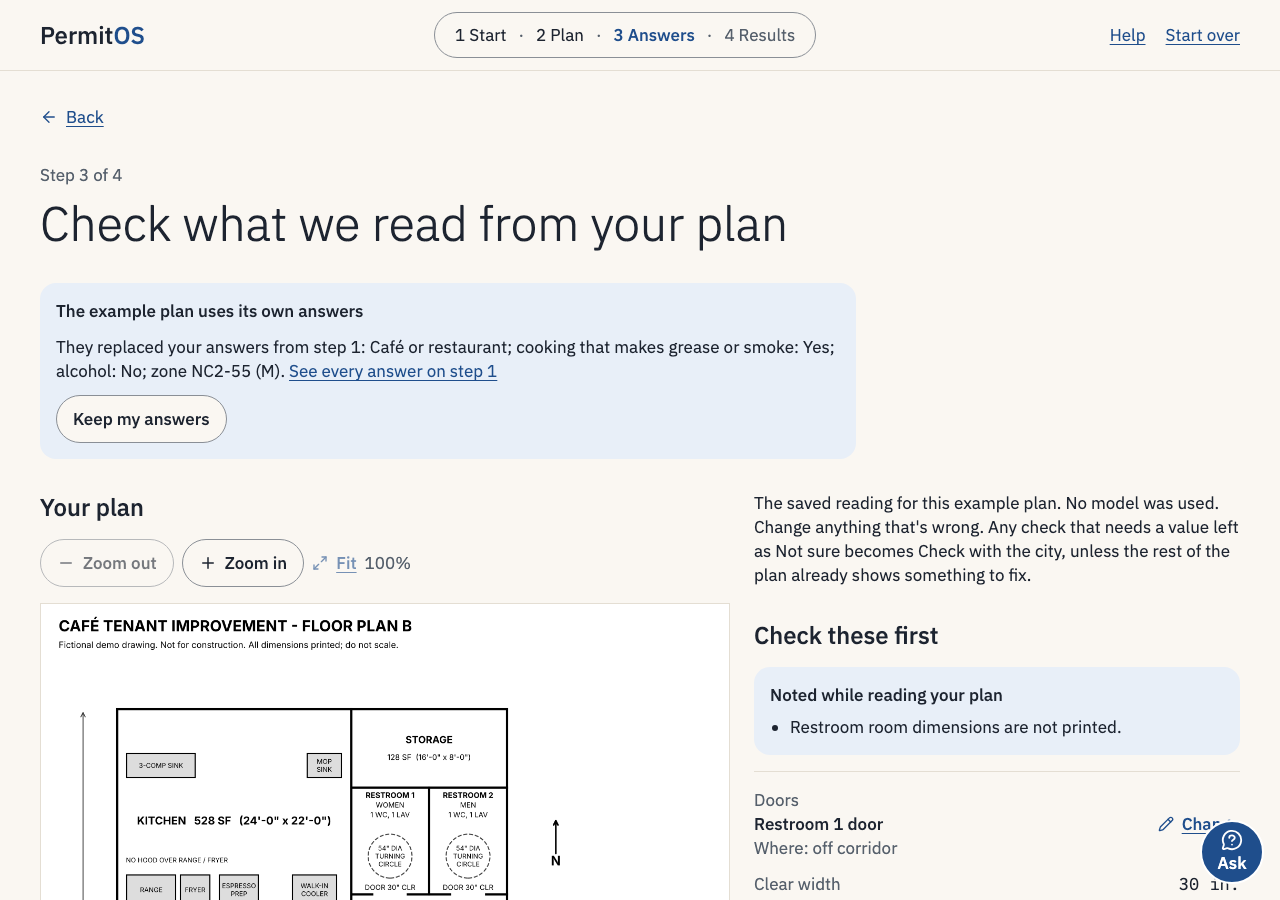 PermitOS
1 Start · 2 Plan · 3 Answers · 4 Results
Help
Start over
Back
Step 3 of 4
Check what we read from your plan
The example plan uses its own answers
They replaced your answers from step 1: Café or restaurant; cooking that makes grease or smoke: Yes;
alcohol: No; zone NC2-55 (M). See every answer on step 1
Keep my answers
Your plan
Zoom out
Zoom in
Fit
100%
CAFÉ TENANT IMPROVEMENT - FLOOR PLAN B
Fictional demo drawing. Not for construction. All dimensions printed; do not scale.
STORAGE
128 SF (16'-0" x 8'-0")
3-COMP SINK
MOP
SINK
RESTROOM 1
WOMEN
1 WC, 1 LAV
RESTROOM 2
MEN
1 WC, 1 LAV
KITCHEN 528 SF (24'-0" x 22'-0")
54" DIA
TURNING
CIRCLE
54" DIA
TURNING
CIRCLE
N
NO HOOD OVER RANGE / FRYER
RANGE
FRYER
ESPRESSO
PREP
WALK-IN
COOLER
DOOR 30" CLR
DOOR 30" CLR
The saved reading for this example plan. No model was used.
Change anything that's wrong. Any check that needs a value left
as Not sure becomes Check with the city, unless the rest of the
plan already shows something to fix.
Check these first
Noted while reading your plan
• Restroom room dimensions are not printed.
Doors
Restroom 1 door
Where: off corridor
Clear width
30 in.
Ask